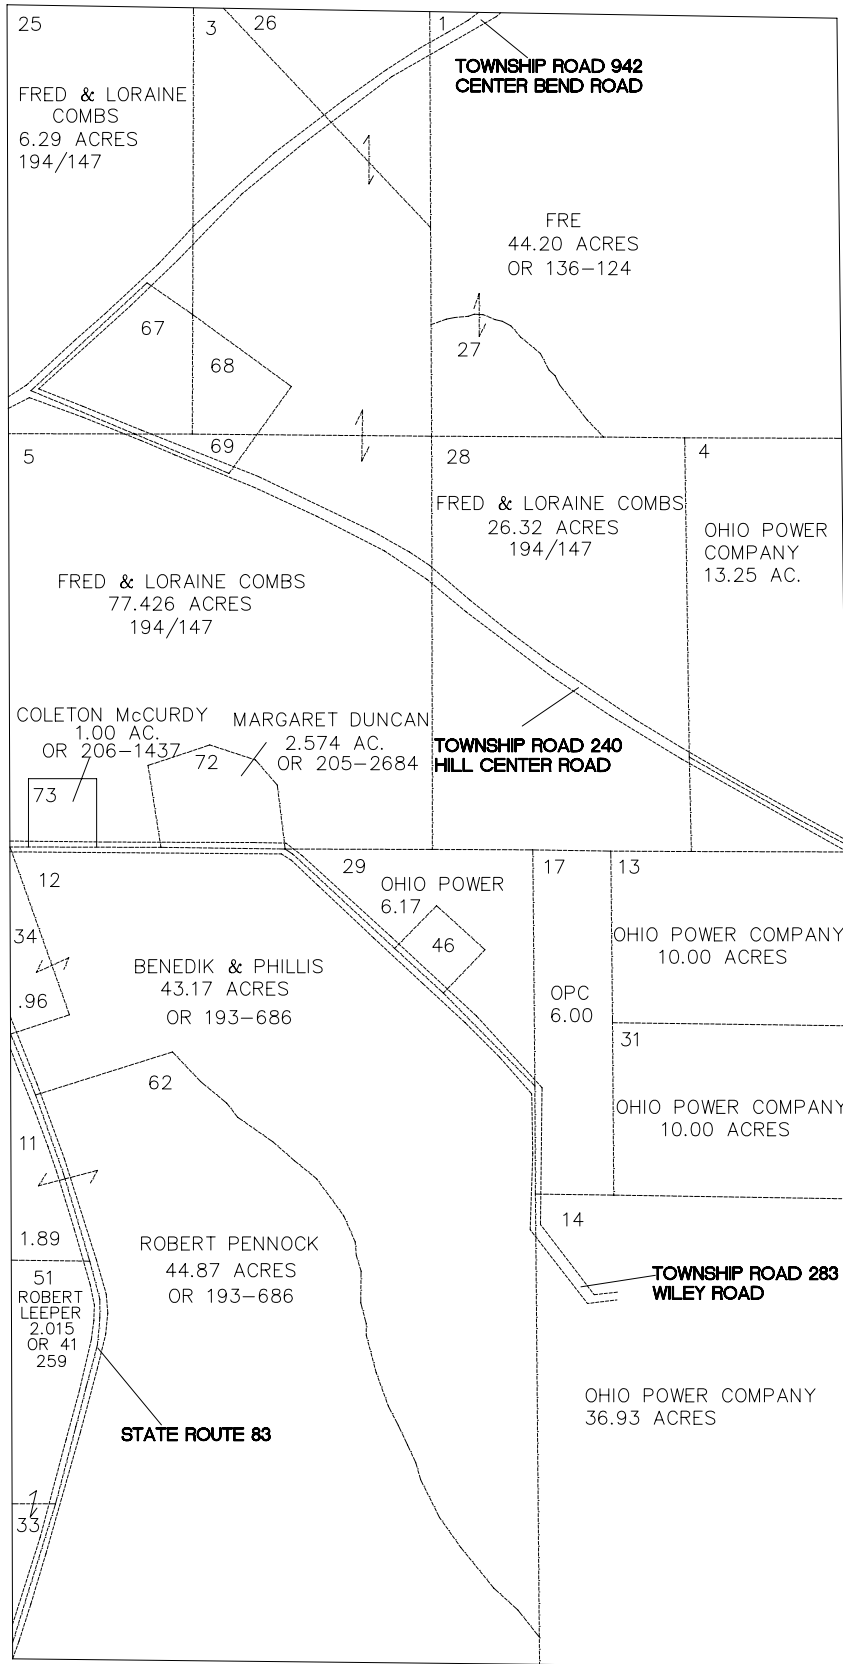 25
3
26
1
TOWNSHIP ROAD 942
CENTER BEND ROAD
FRED & LORAINE
COMBS
6.29 ACRES
194/147
FRE
44.20 ACRES
OR 136-124
67
68
27
69
5
28
4
FRED & LORAINE COMBS
26.32 ACRES
194/147
OHIO POWER
COMPANY
13.25 AC.
FRED & LORAINE COMBS
77.426 ACRES
194/147
COLETON McCURDY
1.00 AC.
OR 206-1437
MARGARET DUNCAN
2.574 AC.
OR 205-2684
72
73
TOWNSHIP ROAD 240
HILL CENTER ROAD
12
29
17
13
OHIO POWER
6.17
46
34
.96
BENEDIK & PHILLIS
43.17 ACRES
OR 193-686
OPC
6.00
OHIO POWER COMPANY
10.00 ACRES
31
OHIO POWER COMPANY
10.00 ACRES
62
11
1.89
14
ROBERT PENNOCK
44.87 ACRES
OR 193-686
51
ROBERT
LEEPER
2.015
OR 41
259
TOWNSHIP ROAD 283
WILEY ROAD
STATE ROUTE 83
OHIO POWER COMPANY
36.93 ACRES
33